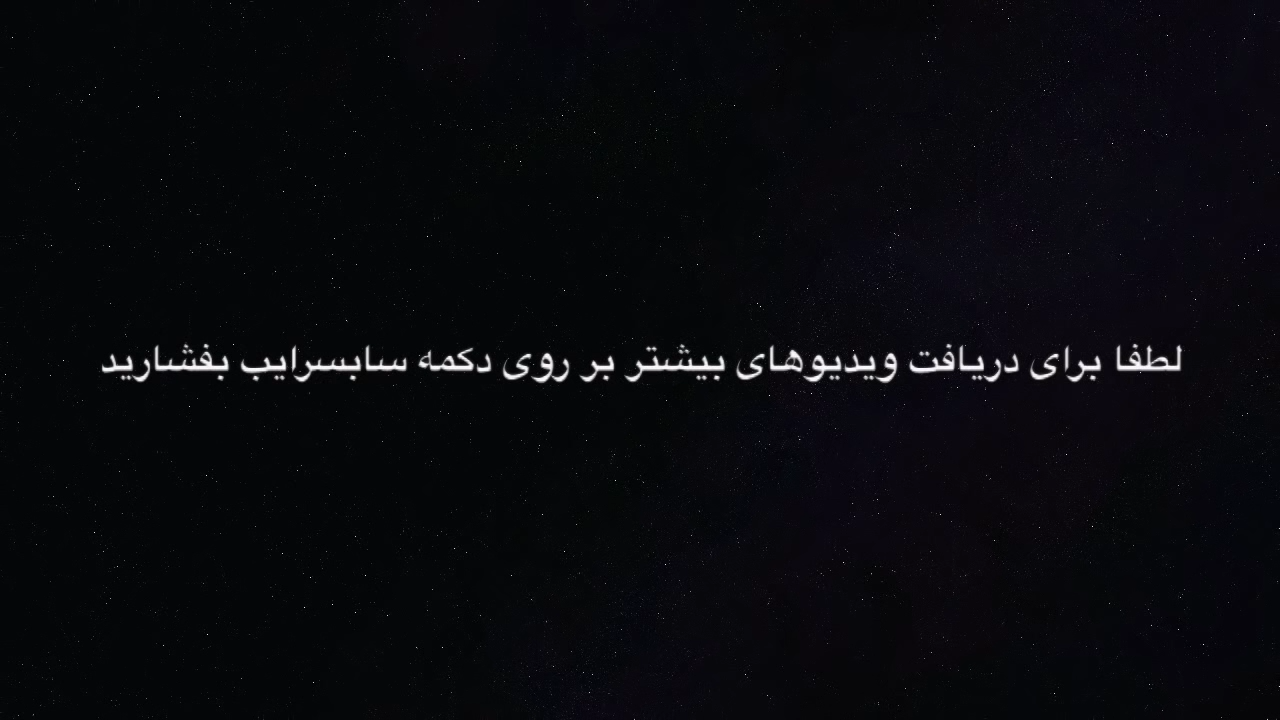 لطفا برای دریافت ویدیوهای بیشتر بر روی دکمه سابسرایب بفشارید